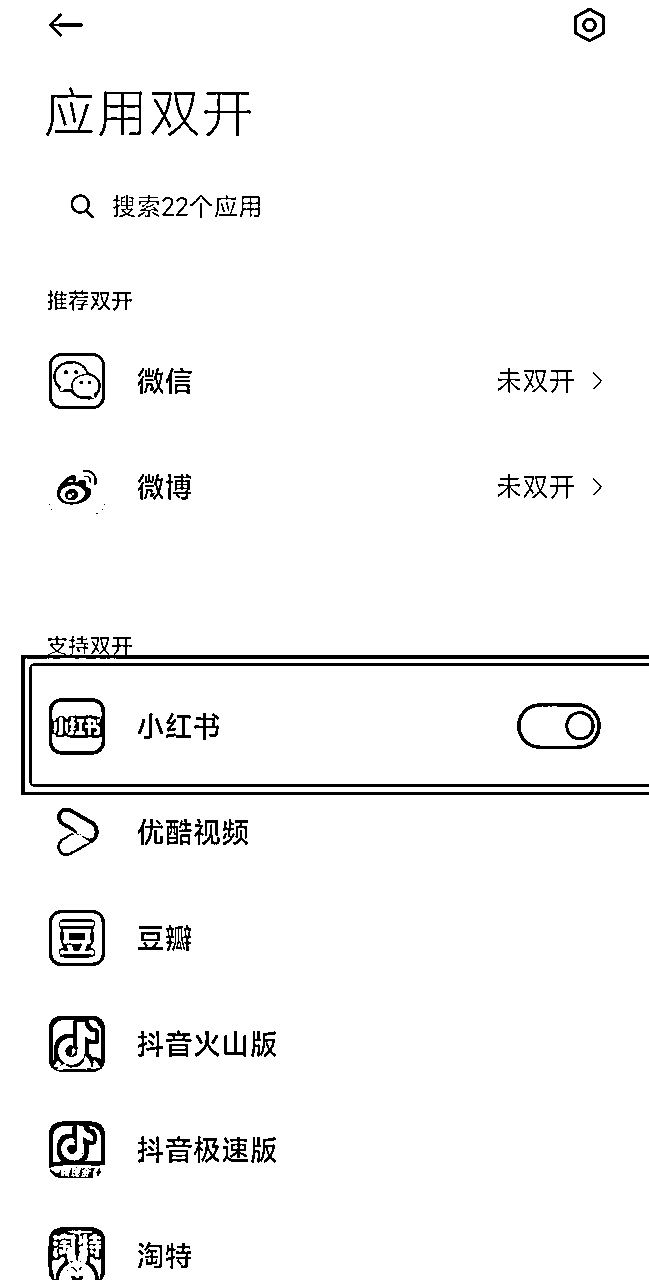 应用双开
搜索22个应用
推荐双开
微信 未双开
微博 未双开
支持双开
小红书
小红书
优酷视频
豆
豆瓣
抖音火山版
抖音极速版
淘特
淘特